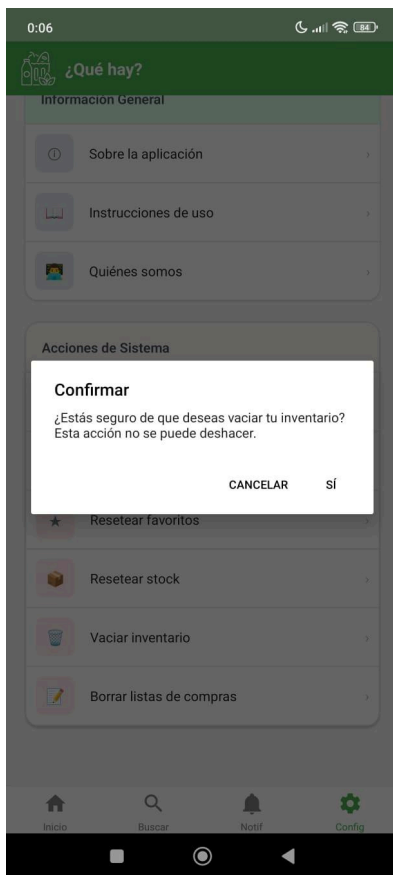 0:06
84
¿Qué hay?
Información General
Sobre la aplicación
Instrucciones de uso
Quiénes somos
Acciones de Sistema
Confirmar
¿Estás seguro de que deseas vaciar tu inventario?
Esta acción no se puede deshacer.
CANCELAR SÍ
Resetear favoritos
Resetear stock
Vaciar inventario
Borrar listas de compras
Inicio Buscar Notif Config